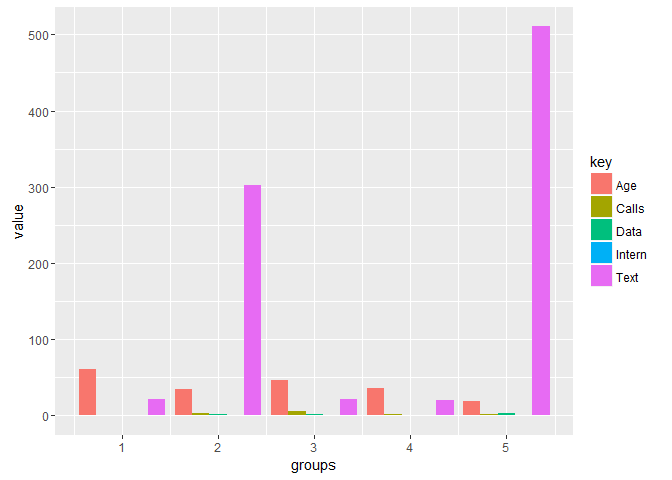 500
400
300
200
100
0
value
1 2 3 4 5
groups
key
Age
Calls
Data
Intern
Text